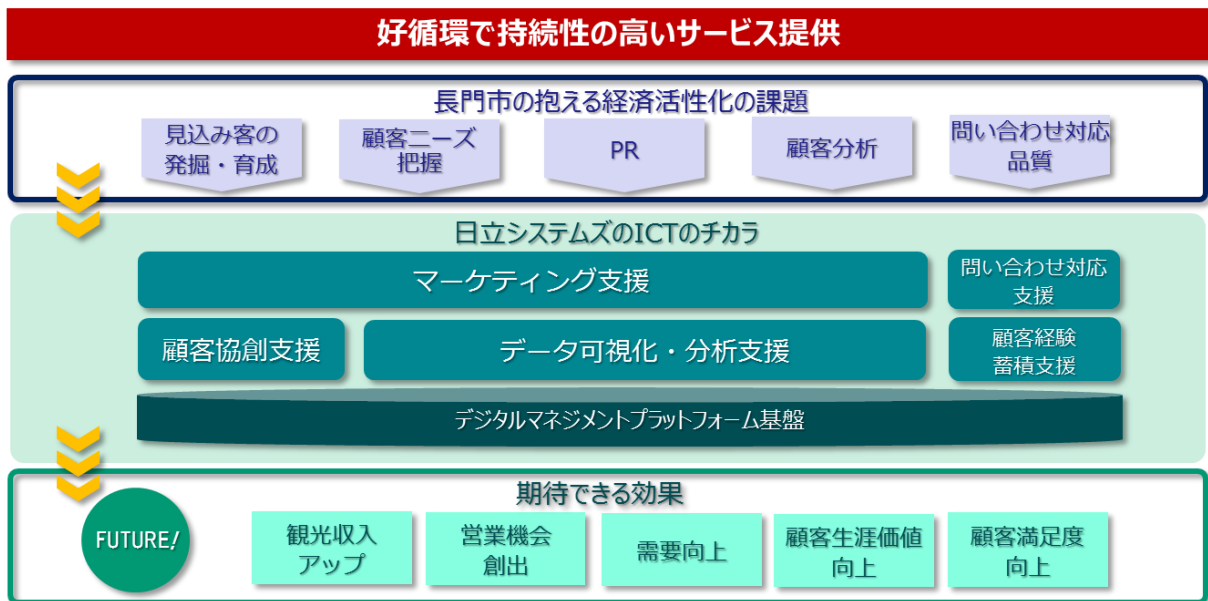 好循環で持続性の高いサービス提供
長門市の抱える経済活性化の課題
見込み客の
発掘・育成
顧客ニーズ
把握
PR
顧客分析
問い合わせ対応
品質
日立システムズのICTのチカラ
マーケティング支援
問い合わせ対応
支援
顧客協創支援
データ可視化・分析支援
顧客経験
蓄積支援
デジタルマネジメントプラットフォーム基盤
期待できる効果
FUTURE!
観光収入
アップ
営業機会
創出
需要向上
顧客生涯価値
向上
顧客満足度
向上